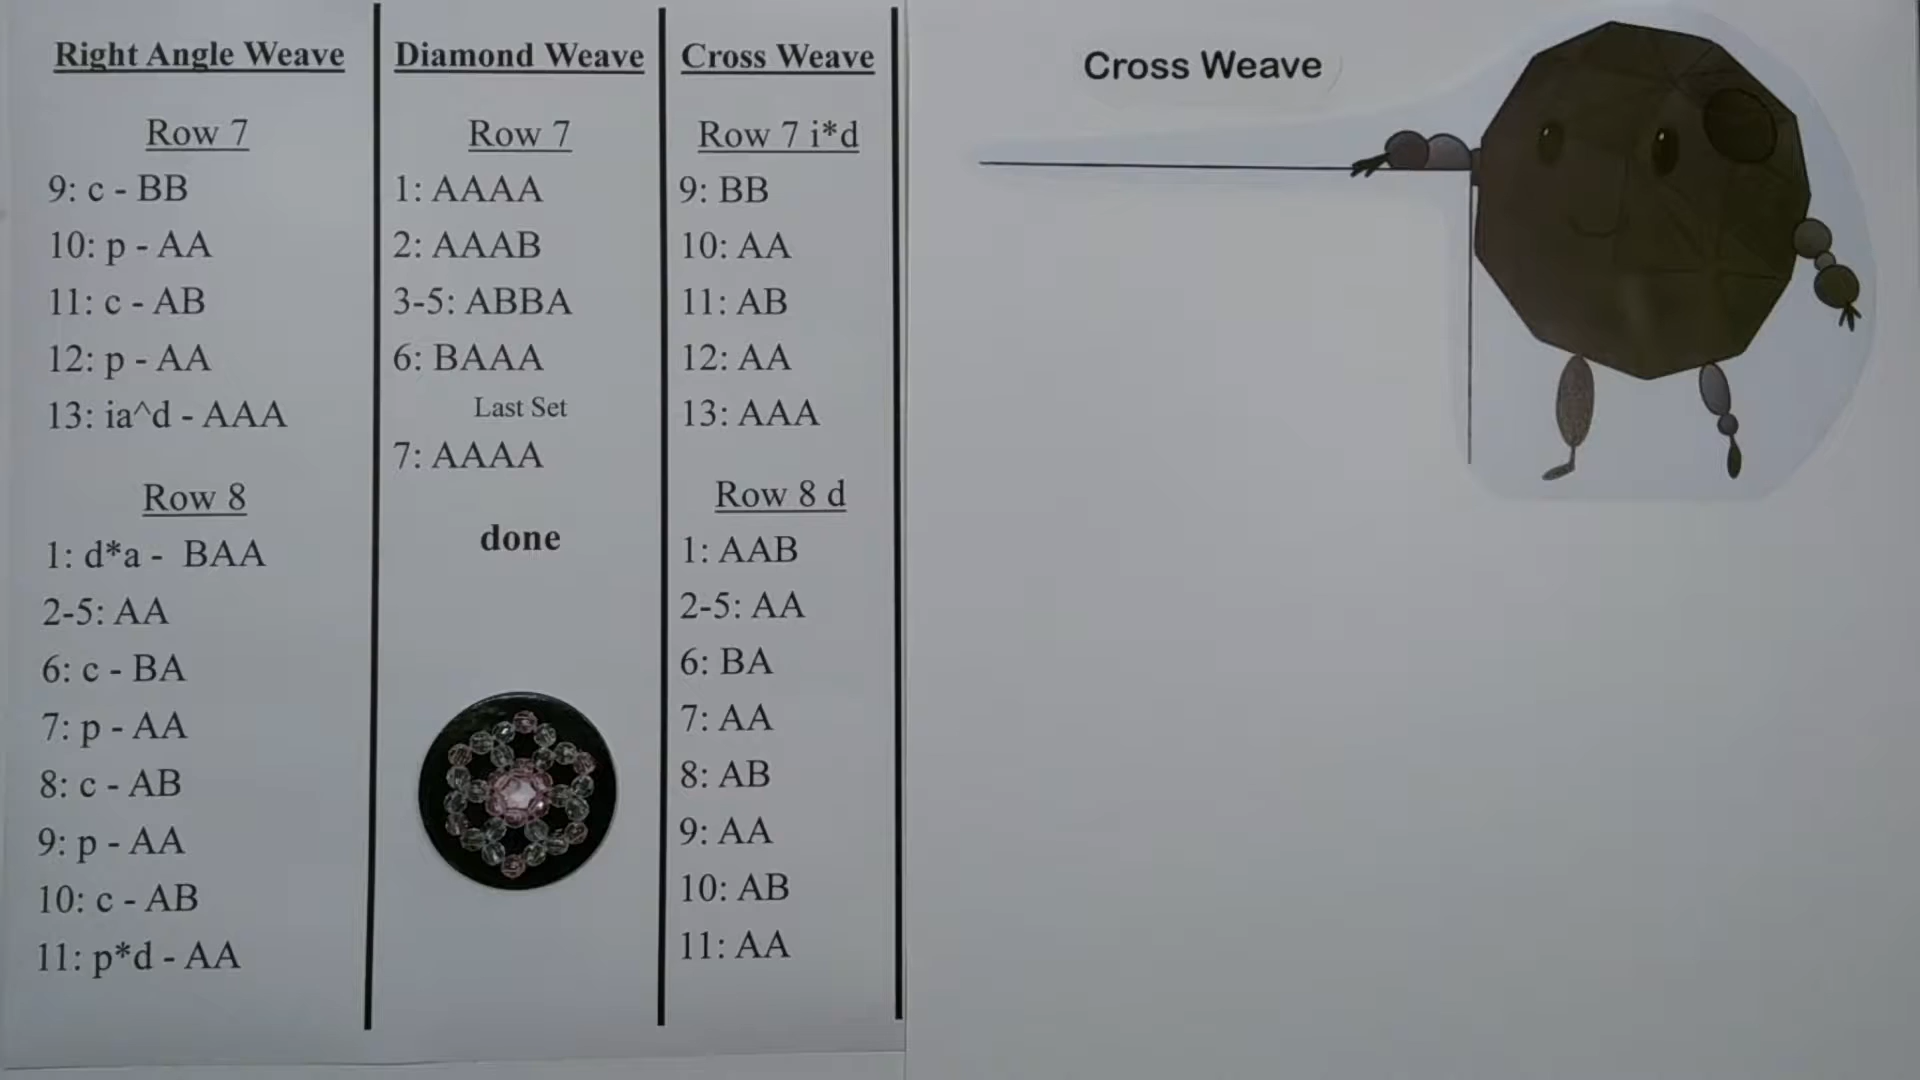 Right Angle Weave
Row 7
9: c - BB
10: p - AA
11: c - AB
12: p - AA
13: ia^d - AAA
Row 8
1: d*a - BAA
2-5: AA
6: c - BA
7: p - AA
8: c - AB
9: p - AA
10: c - AB
11: p*d - AA
Diamond Weave
Row 7
1: AAAA
2: AAAB
3-5: ABBA
6: BAAA
Last Set
7: AAAA
done
Cross Weave
Row 7 i*d
9: BB
10: AA
11: AB
12: AA
13: AAA
Row 8 d
1: AAB
2-5: AA
6: BA
7: AA
8: AB
9: AA
10: AB
11: AA
Cross Weave